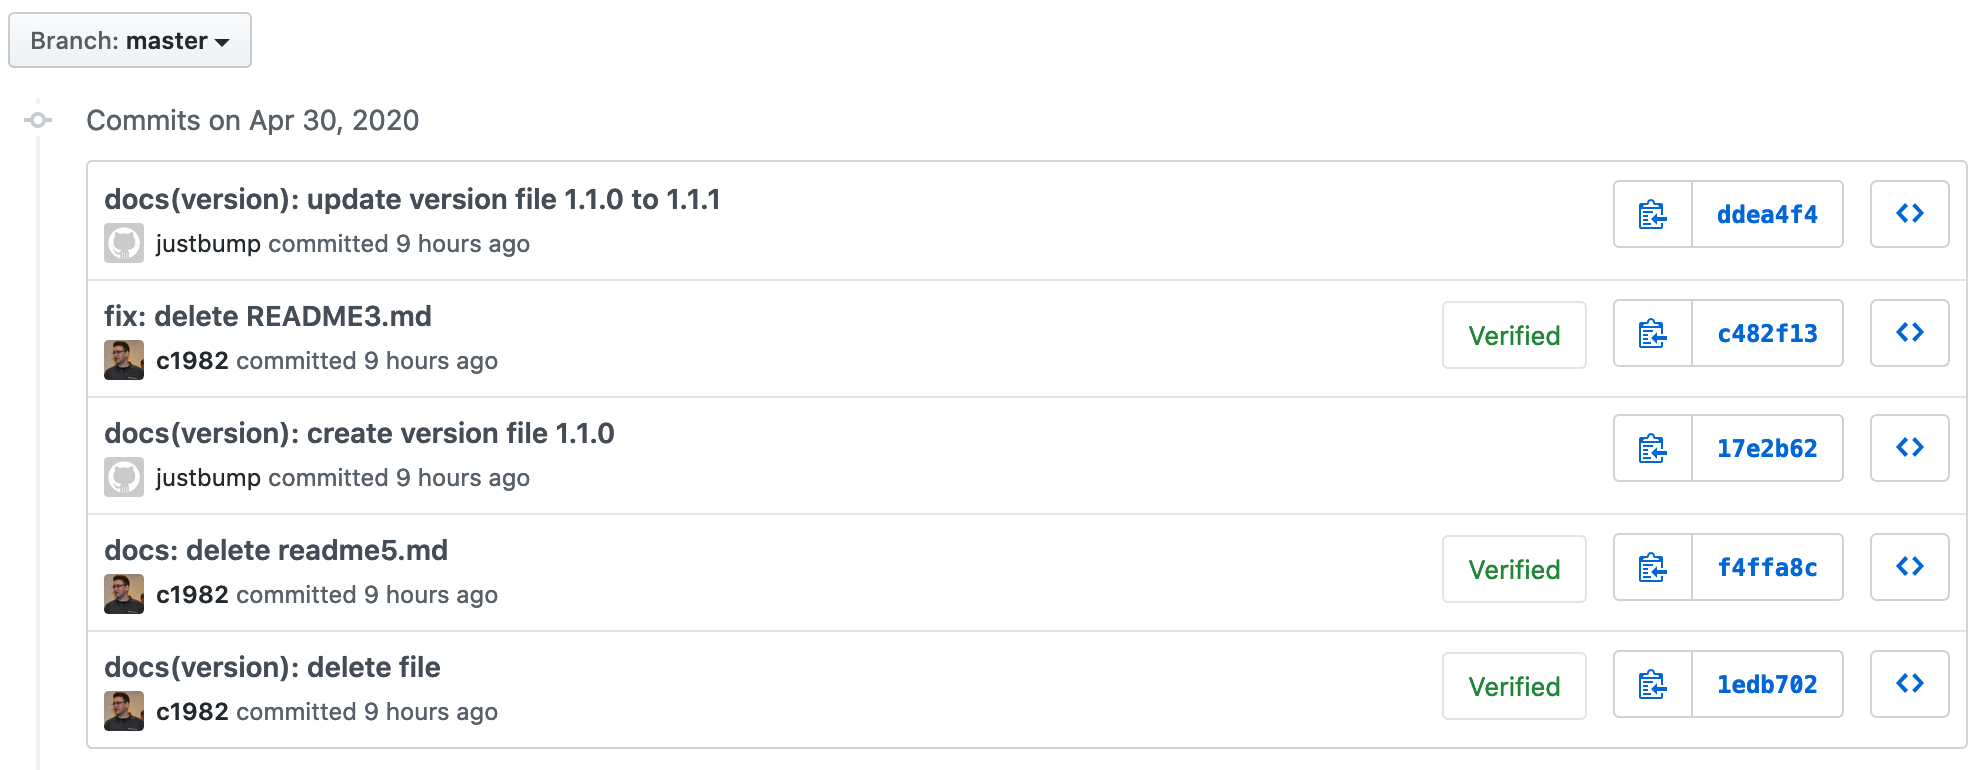 Branch: master
Commits on Apr 30, 2020
docs(version): update version file 1.1.0 to 1.1.1
justbump committed 9 hours ago
ddea4f4
fix: delete README3.md
c1982 committed 9 hours ago
Verified
c482f13
docs(version): create version file 1.1.0
justbump committed 9 hours ago
17e2b62
docs: delete readme5.md
c1982 committed 9 hours ago
Verified
f4ffa8c
docs(version): delete file
c1982 committed 9 hours ago
Verified
1edb702